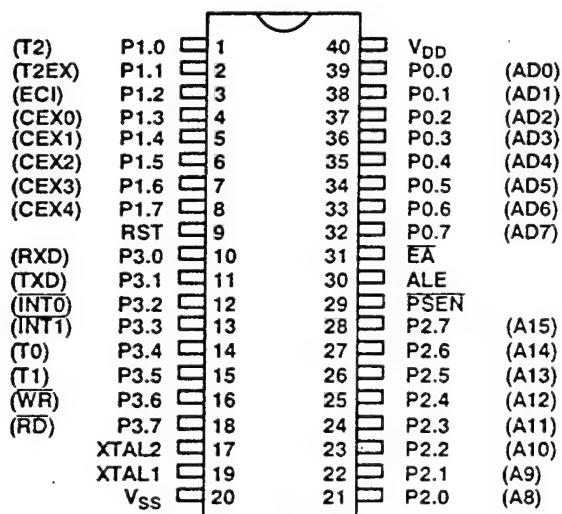 (T2) P1.0 1 40 VDD
(T2EX) P1.1 2 39 P0.0 (AD0)
(ECI) P1.2 3 38 P0.1 (AD1)
(CEX0) P1.3 4 37 P0.2 (AD2)
(CEX1) P1.4 5 36 P0.3 (AD3)
(CEX2) P1.5 6 35 P0.4 (AD4)
(CEX3) P1.6 7 34 P0.5 (AD5)
(CEX4) P1.7 8 33 P0.6 (AD6)
RST 9 32 P0.7 (AD7)
(RXD) P3.0 10 31 EA
(TXD) P3.1 11 30 ALE
(INT0) P3.2 12 29 PSEN
(INT1) P3.3 13 28 P2.7 (A15)
(T0) P3.4 14 27 P2.6 (A14)
(T1) P3.5 15 26 P2.5 (A13)
(WR) P3.6 16 25 P2.4 (A12)
(RD) P3.7 18 24 P2.3 (A11)
XTAL2 17 23 P2.2 (A10)
XTAL1 19 22 P2.1 (A9)
VSS 20 21 P2.0 (A8)